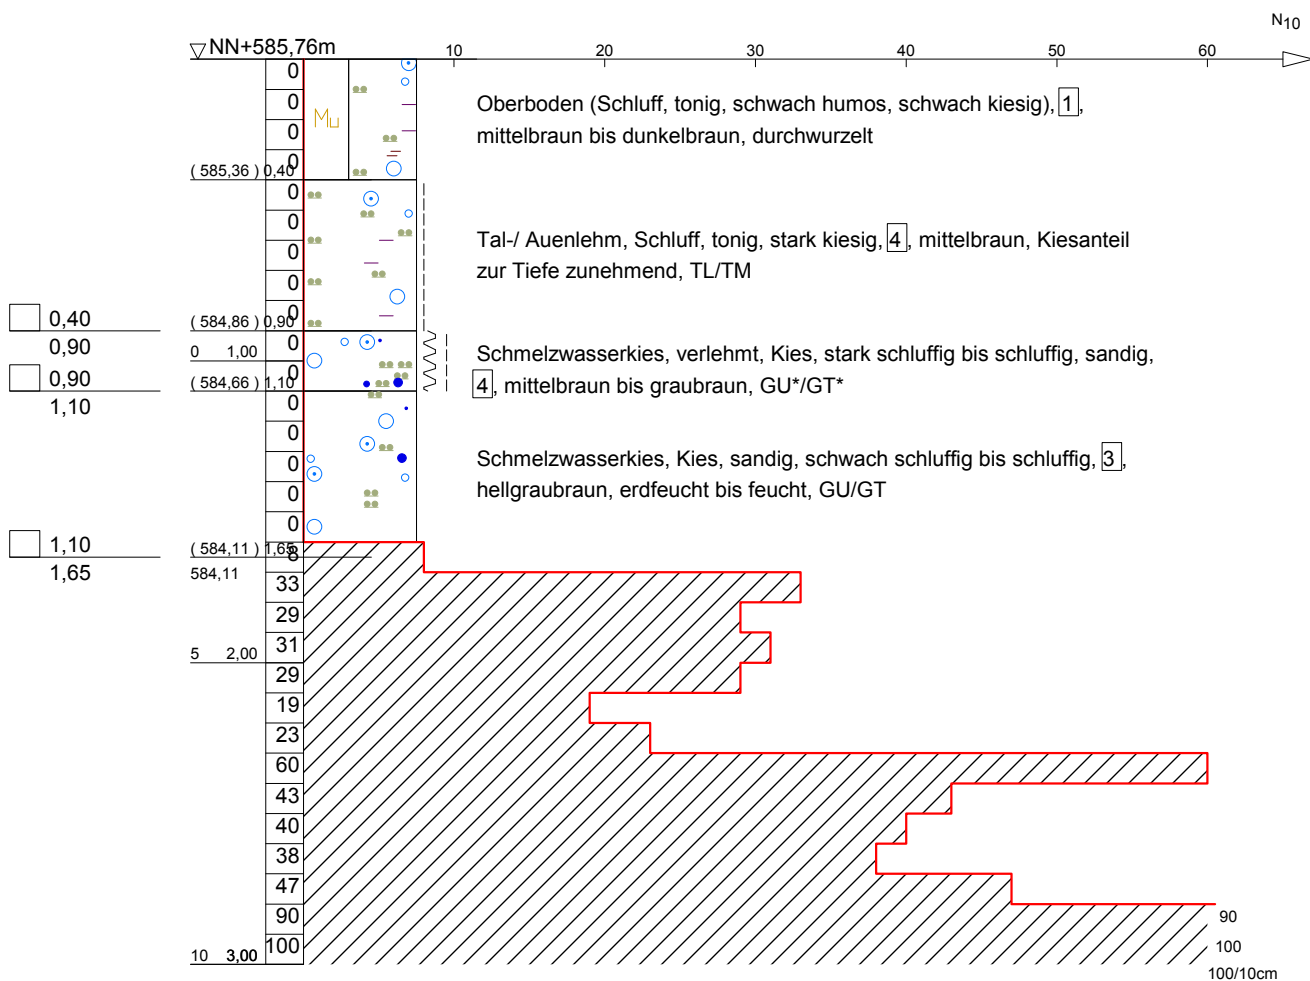 N10
NN+585,76m
10 20 30 40 50 60
0
0
0
0
Mu
Oberboden (Schluff, tonig, schwach humos, schwach kiesig), 1,
mittelbraun bis dunkelbraun, durchwurzelt
( 585,36 ) 0,40
0
0
0
0
0
Tal-/ Auenlehm, Schluff, tonig, stark kiesig, 4, mittelbraun, Kiesanteil
zur Tiefe zunehmend, TL/TM
0,40
0,90
( 584,86 ) 0,90
0
0 1,00
0
Schmelzwasserkies, verlehmt, Kies, stark schluffig bis schluffig, sandig,
4, mittelbraun bis graubraun, GU*/GT*
0,90
1,10
( 584,66 ) 1,10
0
0
0
0
0
Schmelzwasserkies, Kies, sandig, schwach schluffig bis schluffig, 3,
hellgraubraun, erdfeucht bis feucht, GU/GT
1,10
1,65
( 584,11 ) 1,65
8
584,11
33
29
31
5 2,00
29
19
23
60
43
40
38
47
90
90
100
100
10 3,00
100/10cm